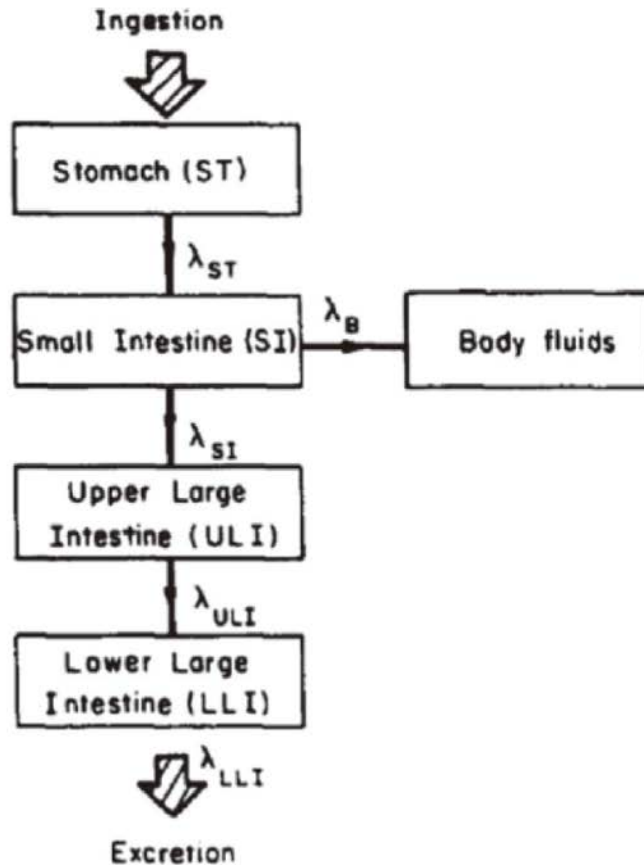 Ingestion
Stomach (ST)
λST
Small Intestine (SI)
λB
Body fluids
λSI
Upper Large
Intestine (ULI)
λULI
Lower Large
Intestine (LLI)
λLLI
Excretion